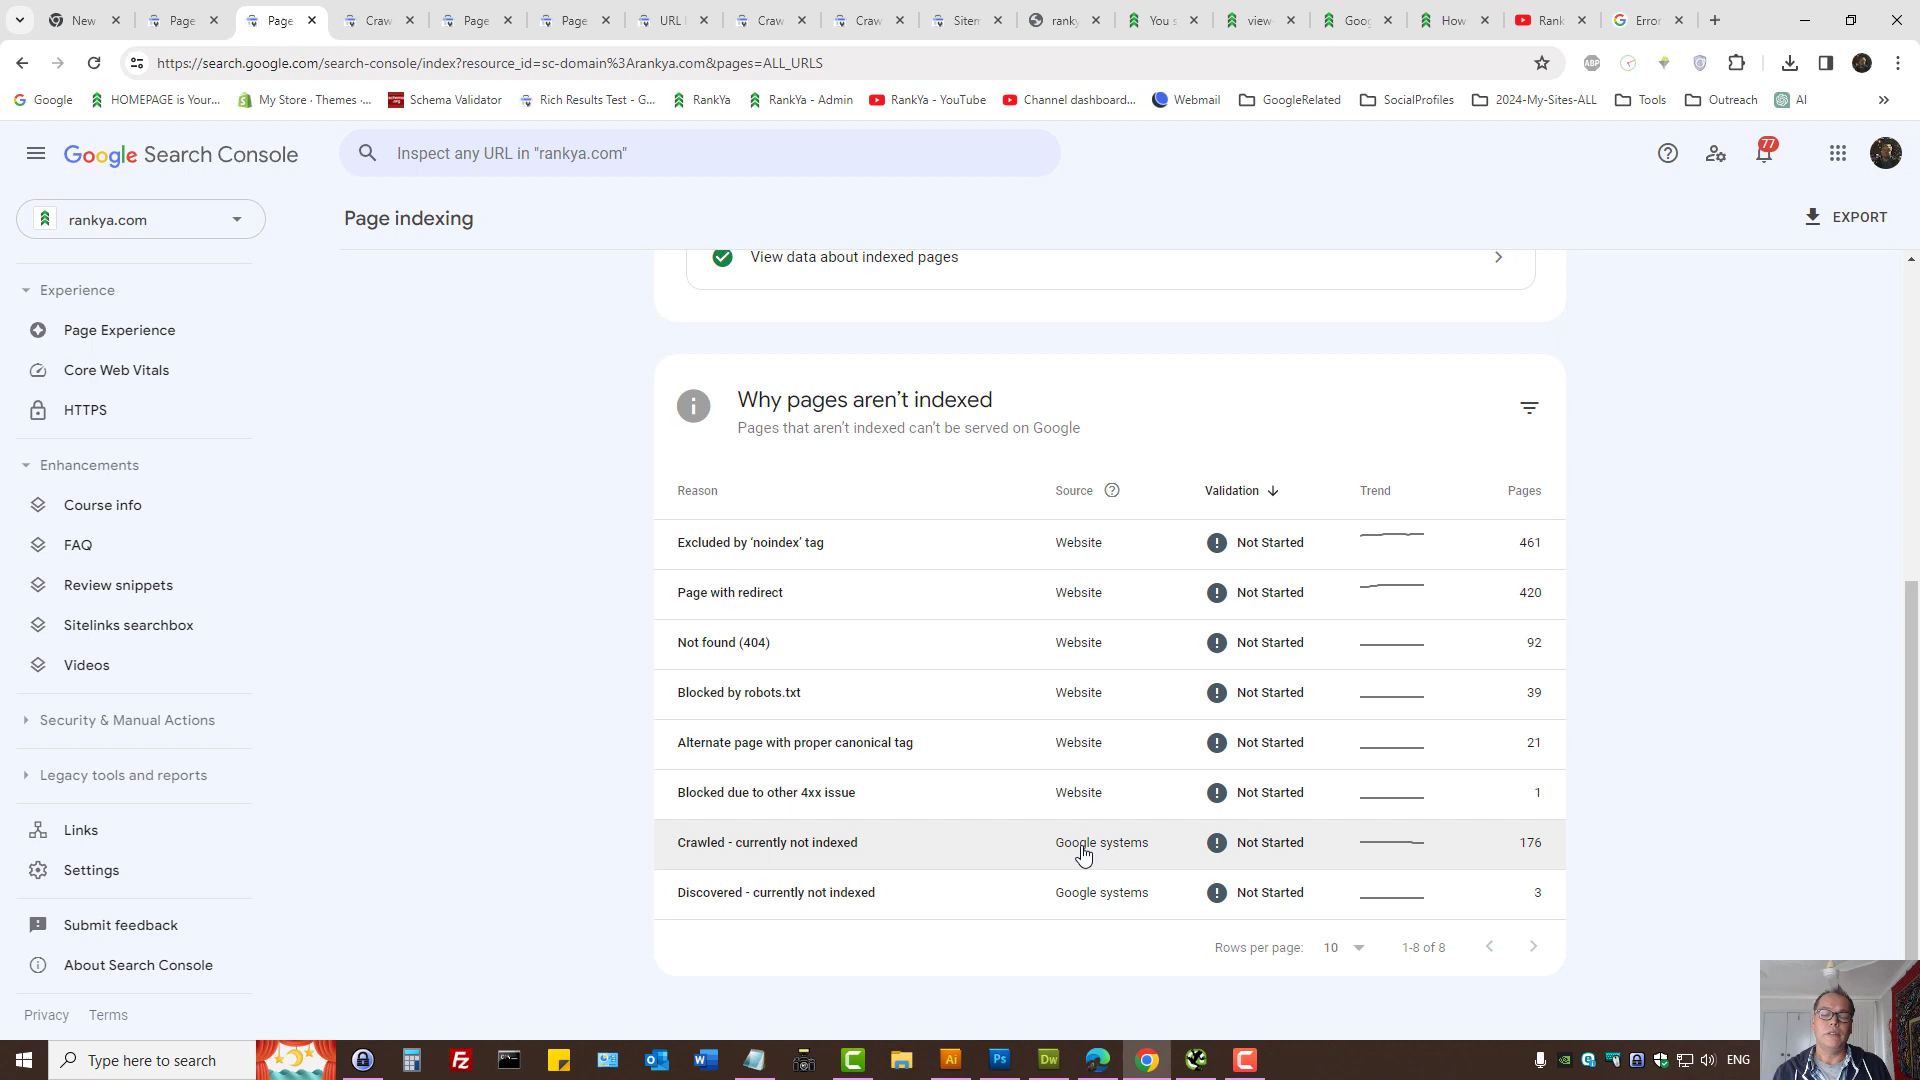 New
Page
Page
Craw
Page
Page
URL
Craw
Craw
Siten
ranky
You s
view-
Goog
How
Rank
Error
https://search.google.com/search-console/index?resource_id=sc-domain%3Arankya.com&pages=ALL_URLS
ABP
Google
HOMEPAGE is Your...
My Store · Themes ·...
Schema Validator
Rich Results Test - G...
RankYa
RankYa - Admin
RankYa - YouTube
Channel dashboard...
Webmail
GoogleRelated
SocialProfiles
2024-My-Sites-ALL
Tools
Outreach
AI
Google Search Console
Inspect any URL in "rankya.com"
77
rankya.com
Page indexing
EXPORT
Experience
Page Experience
Core Web Vitals
HTTPS
Enhancements
Course info
FAQ
Review snippets
Sitelinks searchbox
Videos
Security & Manual Actions
Legacy tools and reports
Links
Settings
Submit feedback
About Search Console
Privacy Terms
View data about indexed pages
Why pages aren’t indexed
Pages that aren’t indexed can’t be served on Google
Reason Source Validation Trend Pages
Excluded by ‘noindex’ tag Website Not Started 461
Page with redirect Website Not Started 420
Not found (404) Website Not Started 92
Blocked by robots.txt Website Not Started 39
Alternate page with proper canonical tag Website Not Started 21
Blocked due to other 4xx issue Website Not Started 1
Crawled - currently not indexed Google systems Not Started 176
Discovered - currently not indexed Google systems Not Started 3
Rows per page: 10 1-8 of 8
Type here to search
Fz
W
Ai
Ps
Dw
ENG